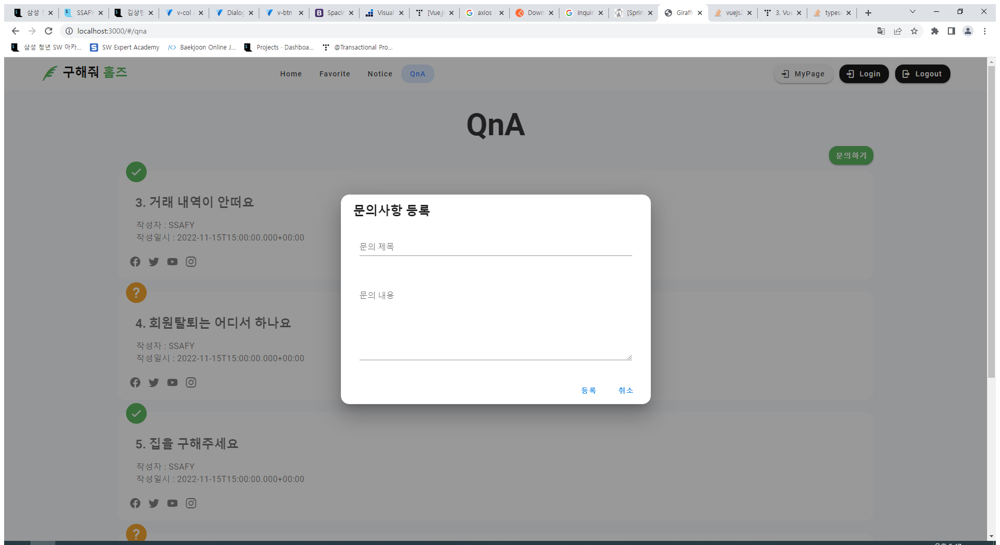 삼성 SSAFY 김상현 v-col Dialog v-btn Spacin Visual [Vue.js axios Down inquir [Sprin Giraffe vuejs2 3. Vue types
localhost:3000/#/qna
삼성 청년 SW 아카... SW Expert Academy Baekjoon Online J... Projects · Dashboa... @Transactional Pro...
구해줘 홈즈 Home Favorite Notice QnA MyPage Login Logout
QnA
문의하기
3. 거래 내역이 안떠요
작성자 : SSAFY
작성일시 : 2022-11-15T15:00:00.000+00:00
4. 회원탈퇴는 어디서 하나요
작성자 : SSAFY
작성일시 : 2022-11-15T15:00:00.000+00:00
5. 집을 구해주세요
작성자 : SSAFY
작성일시 : 2022-11-15T15:00:00.000+00:00
문의사항 등록
문의 제목
문의 내용
등록 취소